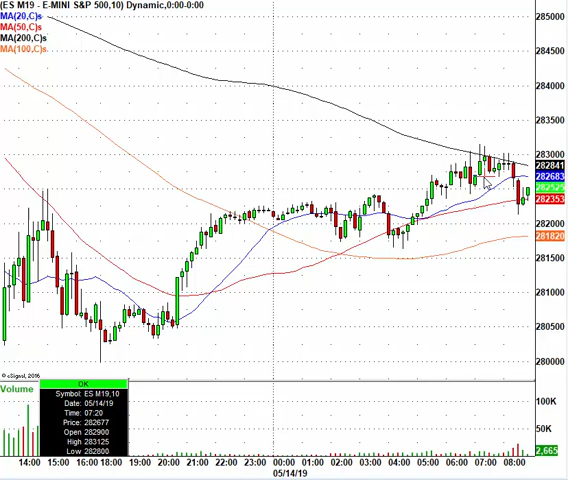 (ES M19 - E-MINI S&P 500,10) Dynamic,0:00-0:00
MA(20,C)s
MA(50,C)s
MA(200,C)s
MA(100,C)s
285000
284500
284000
283500
283000
282841
282683
282525
282353
282000
281820
281500
281000
280500
280000
© eSignal, 2016
Volume
OK
Symbol: ES M19,10
Date: 05/14/19
Time: 07:20
Price: 282677
Open 282900
High 283125
Low 282800
100K
50K
2,665
14:00 15:00 16:00 18:00 19:00 20:00 21:00 22:00 23:00 00:00 01:00 02:00 03:00 04:00 05:00 06:00 07:00 08:00
05/14/19